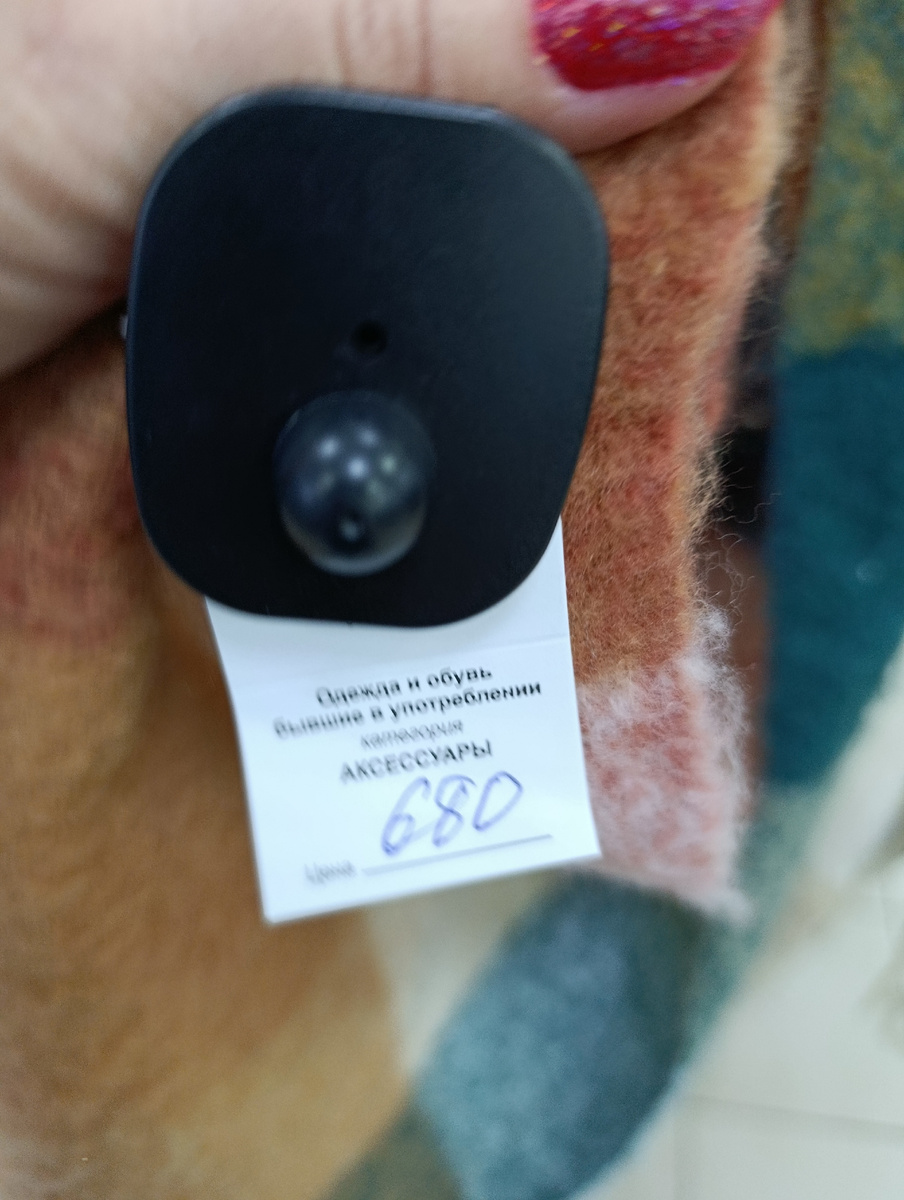 Одежда и обувь
бывшие в употреблении
категория
АКСЕССУАРЫ
680
Цена